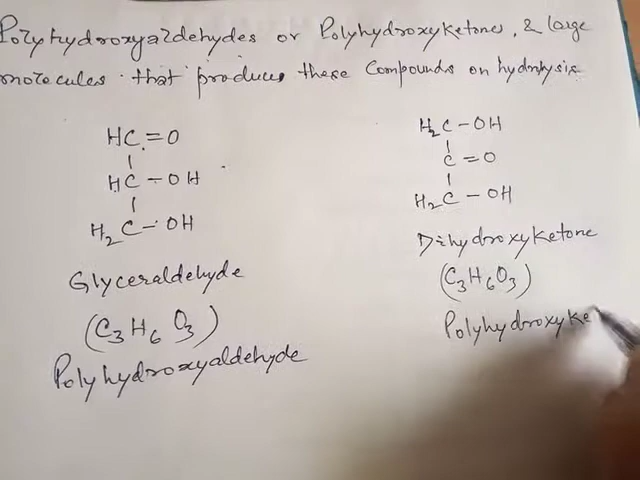 Polyhydroxyaldehydes or Polyhydroxyketones, & large
molecules that produces these compounds on hydrolysis
HC=O
HC-OH
H₂C-OH
Glyceraldehyde
(C₃H₆O₃)
Polyhydroxyaldehyde
H₂C-OH
C=O
H₂C-OH
Dihydroxyketone
(C₃H₆O₃)
Polyhydroxyke